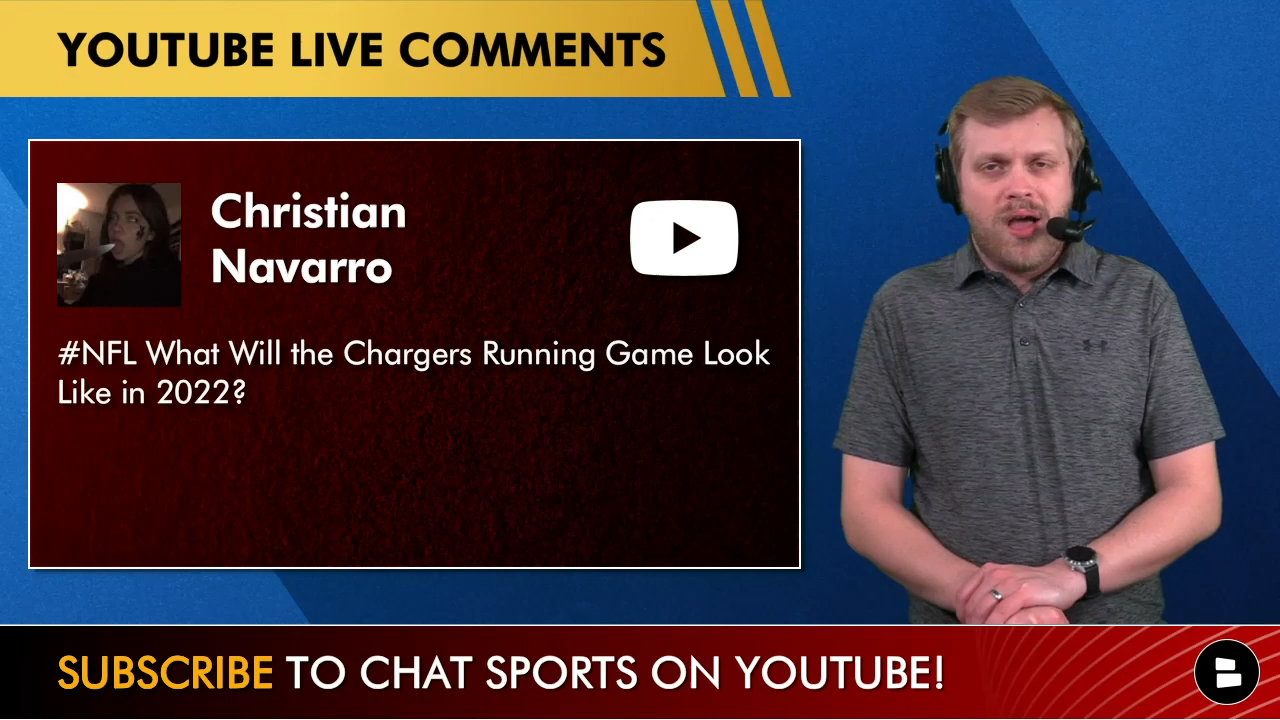 YOUTUBE LIVE COMMENTS
Christian
Navarro
#NFL What Will the Chargers Running Game Look
Like in 2022?
SUBSCRIBE TO CHAT SPORTS ON YOUTUBE!